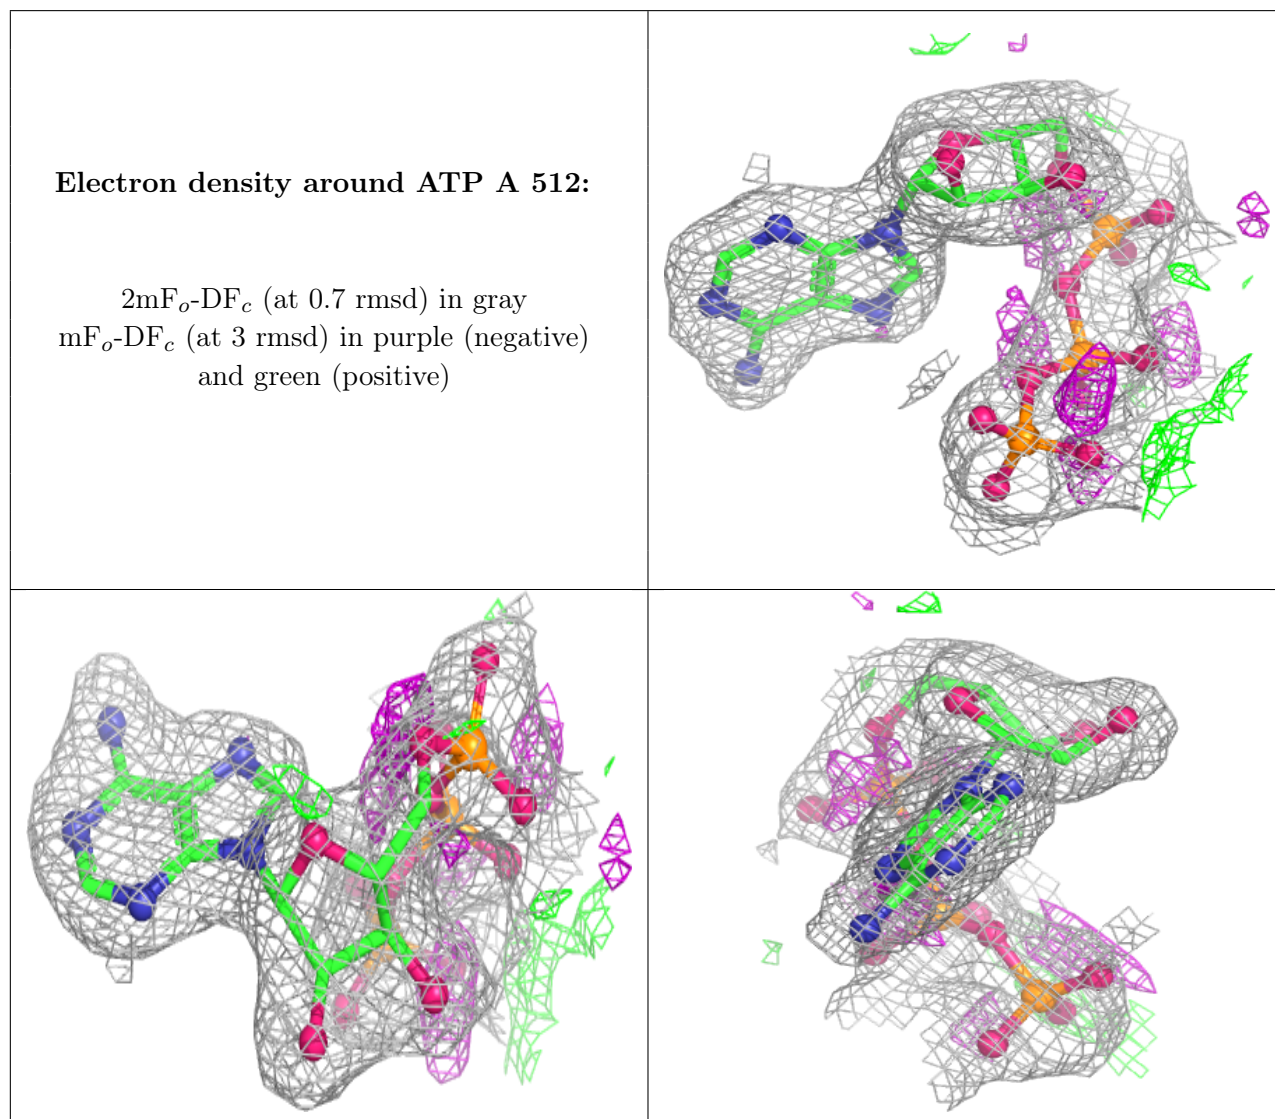 Electron density around ATP A 512:
2mFo-DFc (at 0.7 rmsd) in gray
mFo-DFc (at 3 rmsd) in purple (negative)
and green (positive)